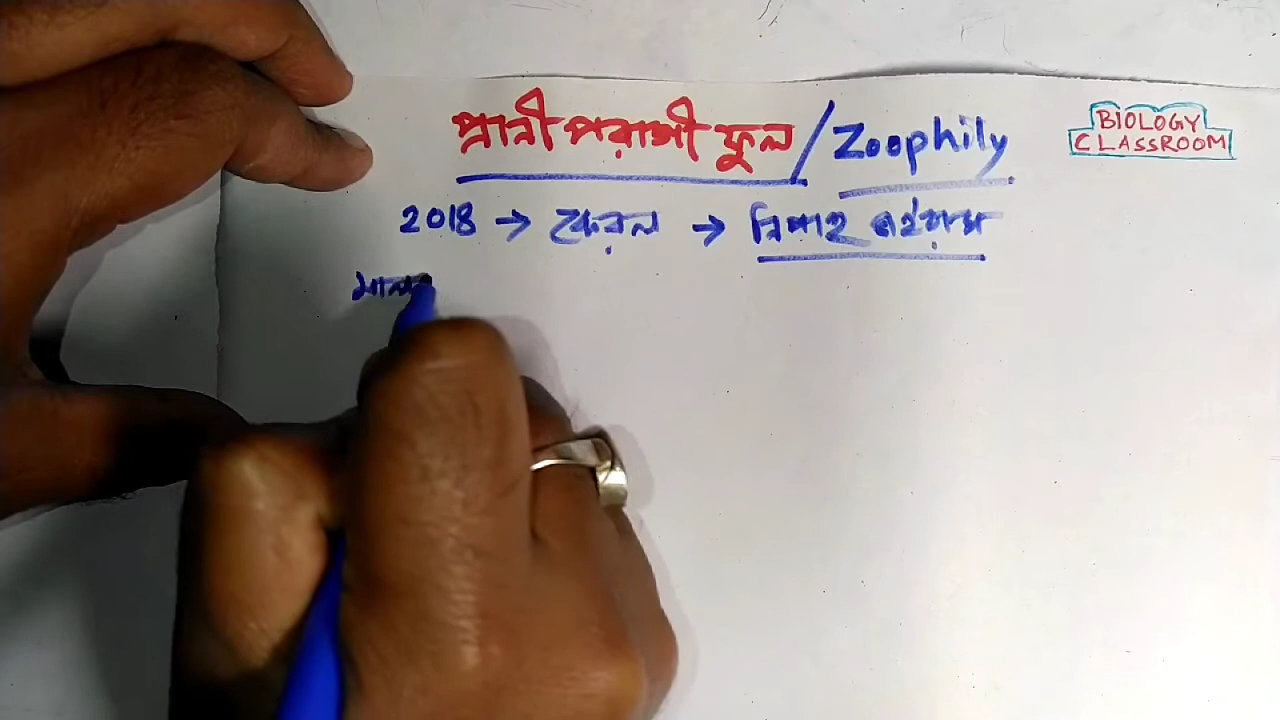 প্রানী পরাগী ফুল / Zoophily
BIOLOGY
CLASSROOM
2018 → কেরল → নিপাহ ভাইরাস